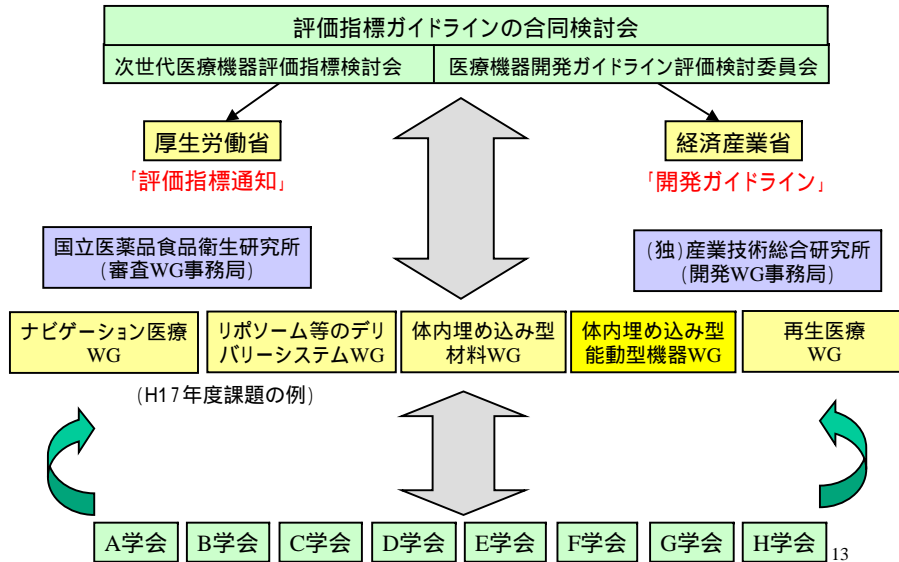 評価指標ガイドラインの合同検討会
次世代医療機器評価指標検討会
医療機器開発ガイドライン評価検討委員会
厚生労働省
経済産業省
「評価指標通知」
「開発ガイドライン」
国立医薬品食品衛生研究所
(審査WG事務局)
(独)産業技術総合研究所
(開発WG事務局)
ナビゲーション医療
WG
リポソーム等のデリ
バリーシステムWG
体内埋め込み型
材料WG
体内埋め込み型
能動型機器WG
再生医療
WG
(H17年度課題の例)
A学会
B学会
C学会
D学会
E学会
F学会
G学会
H学会
13